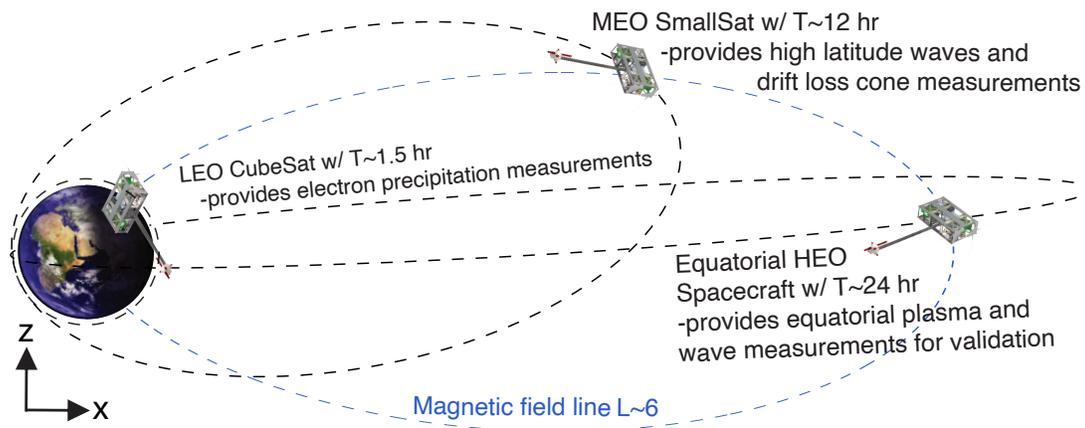 MEO SmallSat w/ T~12 hr
-provides high latitude waves and
drift loss cone measurements
LEO CubeSat w/ T~1.5 hr
-provides electron precipitation measurements
Equatorial HEO
Spacecraft w/ T~24 hr
-provides equatorial plasma and
wave measurements for validation
Z
X
Magnetic field line L~6